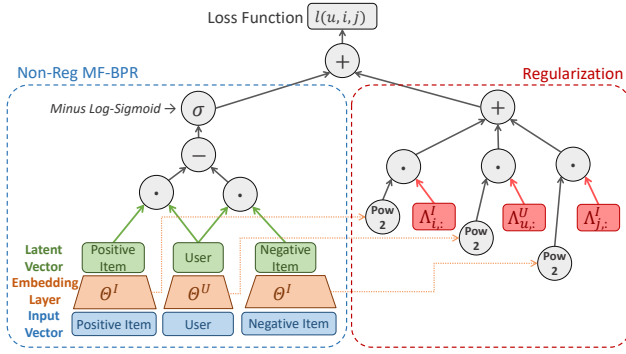 Loss Function l(u, i, j)
+
Non-Reg MF-BPR
Regularization
Minus Log-Sigmoid → σ
+
−
· ·
· · ·
Pow 2
Λ^I_{i,:}
Λ^U_{u,:}
Λ^I_{j,:}
Pow 2
Pow 2
Latent
Vector
Positive
Item
User
Negative
Item
Embedding
Layer
Θ^I
Θ^U
Θ^I
Input
Vector
Positive Item
User
Negative Item